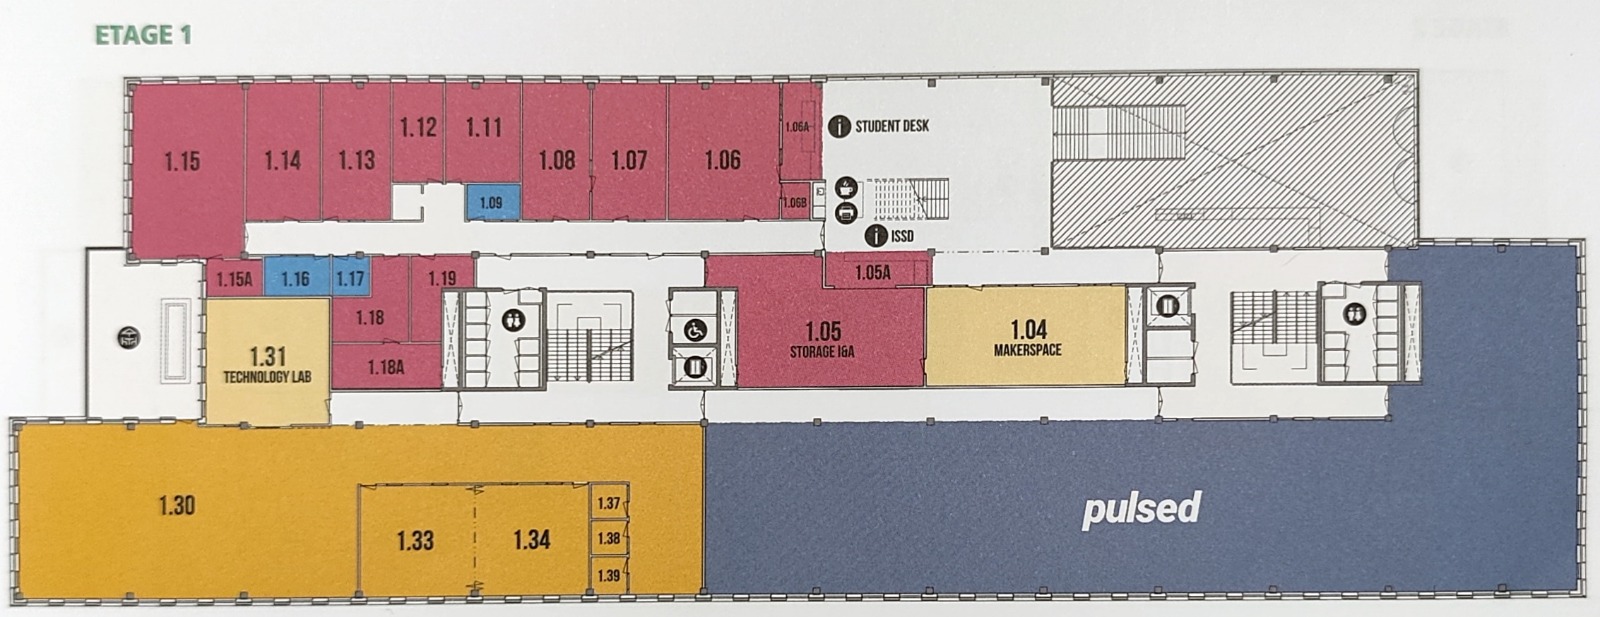 ETAGE 1
1.15
1.14
1.13
1.12
1.11
1.09
1.08
1.07
1.06
1.06A
1.06B
i STUDENT DESK
i ISSD
1.15A
1.16
1.17
1.18
1.19
1.18A
1.31
TECHNOLOGY LAB
1.05A
1.05
STORAGE I&A
1.04
MAKERSPACE
1.30
1.33
1.34
1.37
1.38
1.39
pulsed